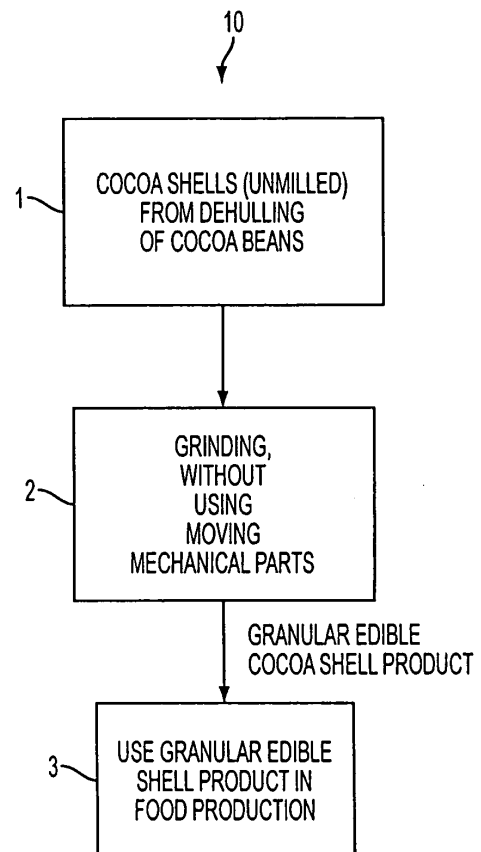 10
1
COCOA SHELLS (UNMILLED)
FROM DEHULLING
OF COCOA BEANS
2
GRINDING,
WITHOUT
USING
MOVING
MECHANICAL PARTS
GRANULAR EDIBLE
COCOA SHELL PRODUCT
3
USE GRANULAR EDIBLE
SHELL PRODUCT IN
FOOD PRODUCTION